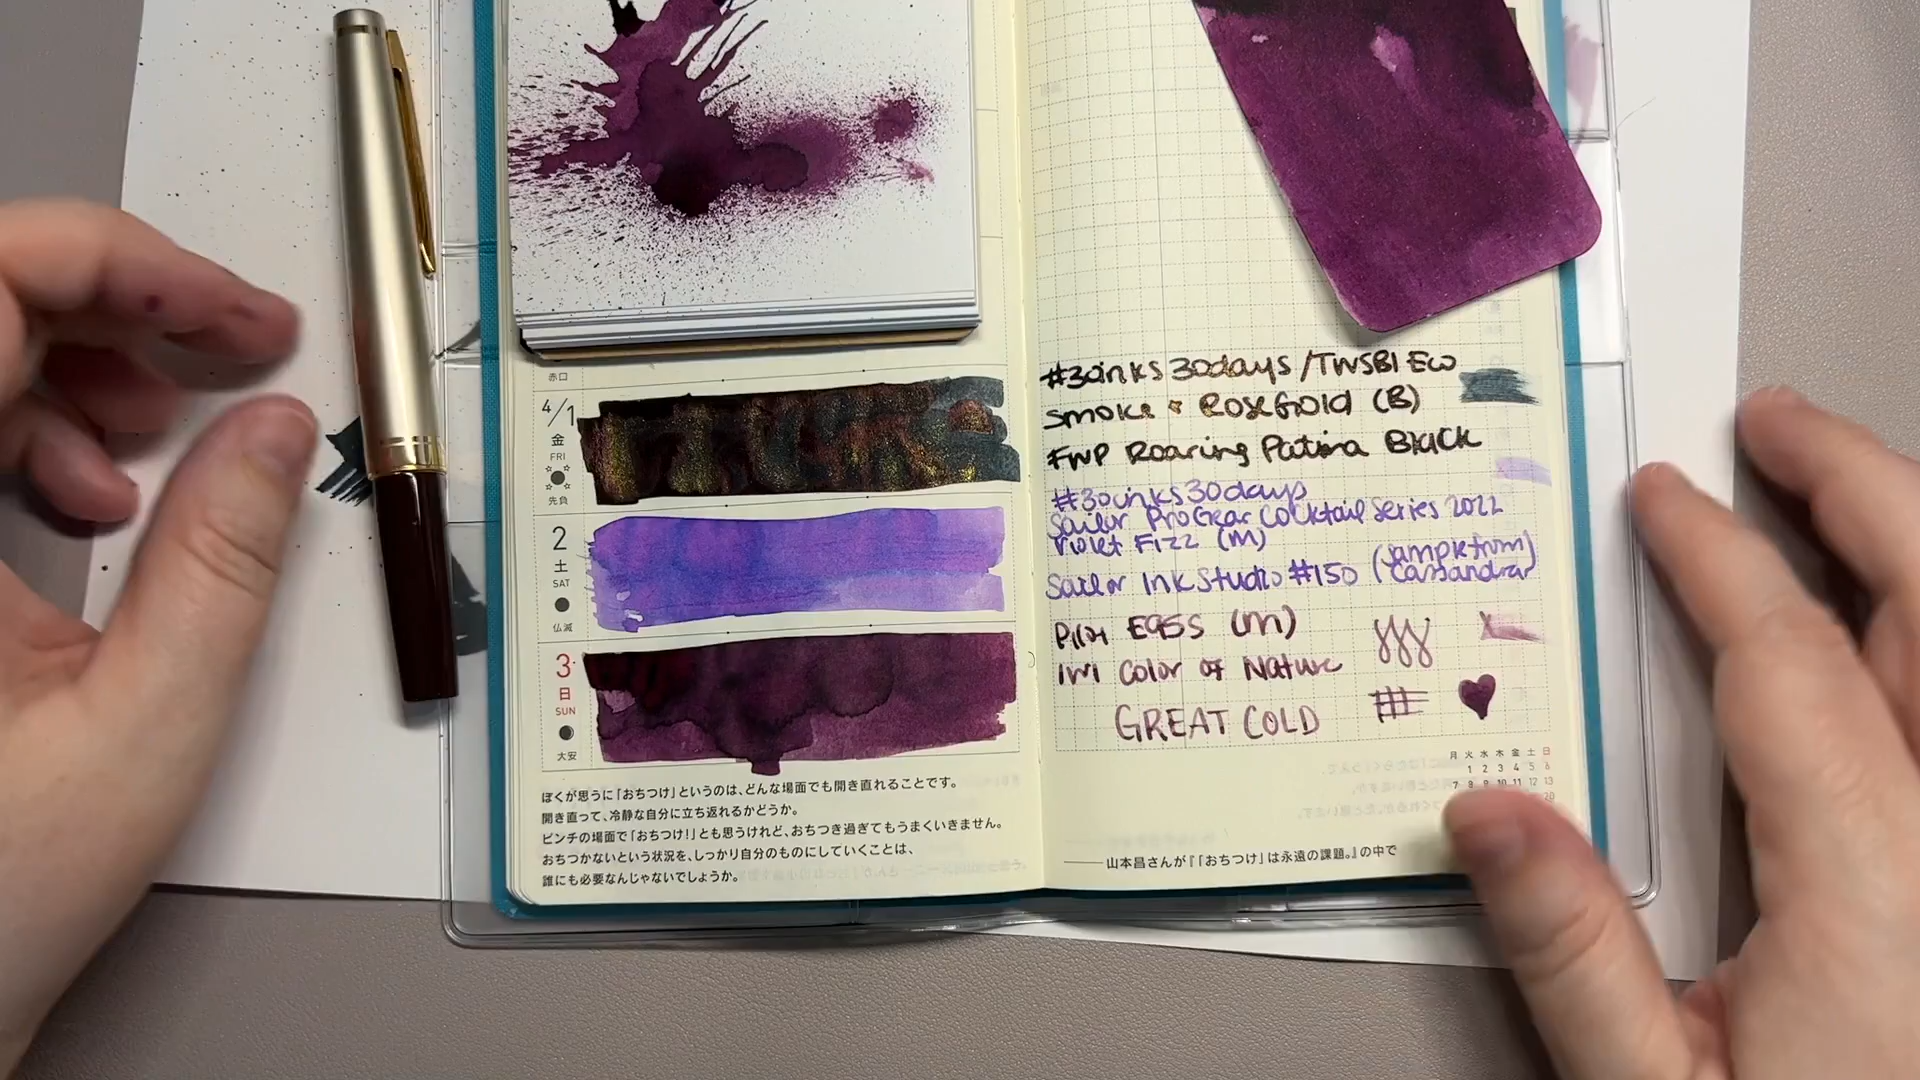 赤口
4/1
金
FRI
先負
2
土
SAT
仏滅
3
日
SUN
大安
ぼくが思うに「おちつけ」というのは、どんな場面でも開き直れることです。
開き直って、冷静な自分に立ち返れるかどうか。
ピンチの場面で「おちつけ!」とも思うけれど、おちつき過ぎてもうまくいきません。
おちつかないという状況を、しっかり自分のものにしていくことは、
誰にも必要なんじゃないでしょうか。
#30inks30days / TWSBI Eco
Smoke & RoseGold (B)
FWP Roaring Patina Black
#30inks30days
Sailor ProGear Cocktail Series 2022
Violet Fizz (M)
Sailor Ink Studio #150 (sample from Cassandra)
Pilot E95S (M)
IWI Color of Nature
GREAT COLD
月 火 水 木 金 土 日
1 2 3 4 5 6
7 8 9 10 11 12 13
20
——山本昌さんが『「おちつけ」は永遠の課題。』の中で